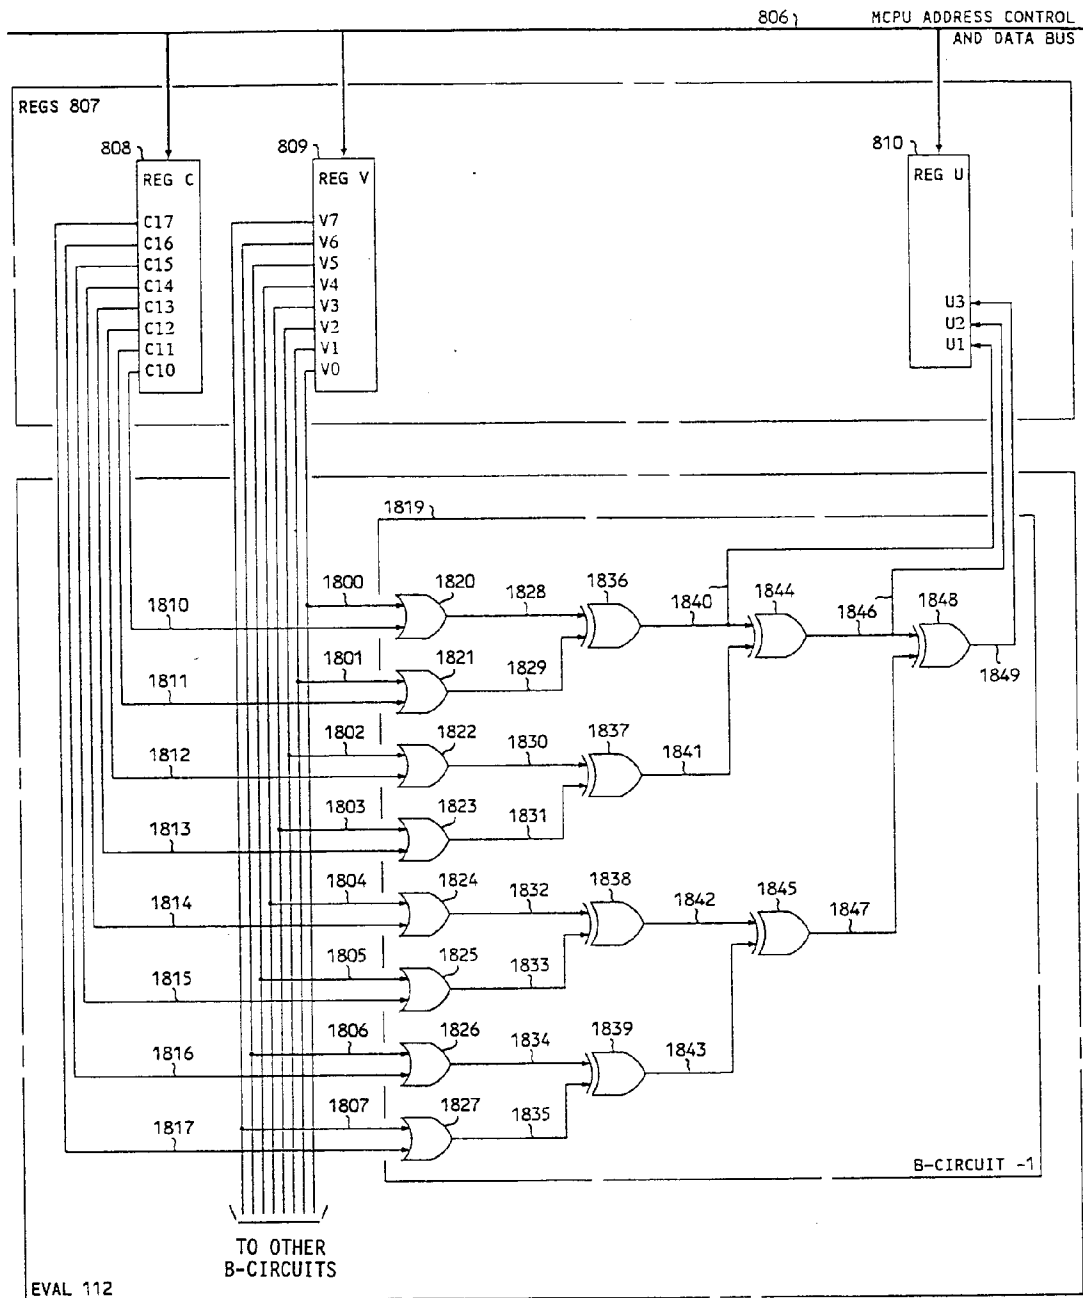 806 MCPU ADDRESS CONTROL
AND DATA BUS
REGS 807
808 809 810
REG C REG V REG U
C17 V7
C16 V6
C15 V5
C14 V4
C13 V3 U3
C12 V2 U2
C11 V1 U1
C10 V0
1819
1800 1820 1828 1836 1844 1848
1810 1840 1846
1801 1821 1829 1849
1811
1802 1822 1830 1837 1841
1812
1803 1823 1831
1813
1804 1824 1832 1838 1842 1845 1847
1814
1805 1825 1833
1815
1806 1826 1834 1839 1843
1816
1807 1827 1835
1817
B-CIRCUIT -1
TO OTHER
B-CIRCUITS
EVAL 112